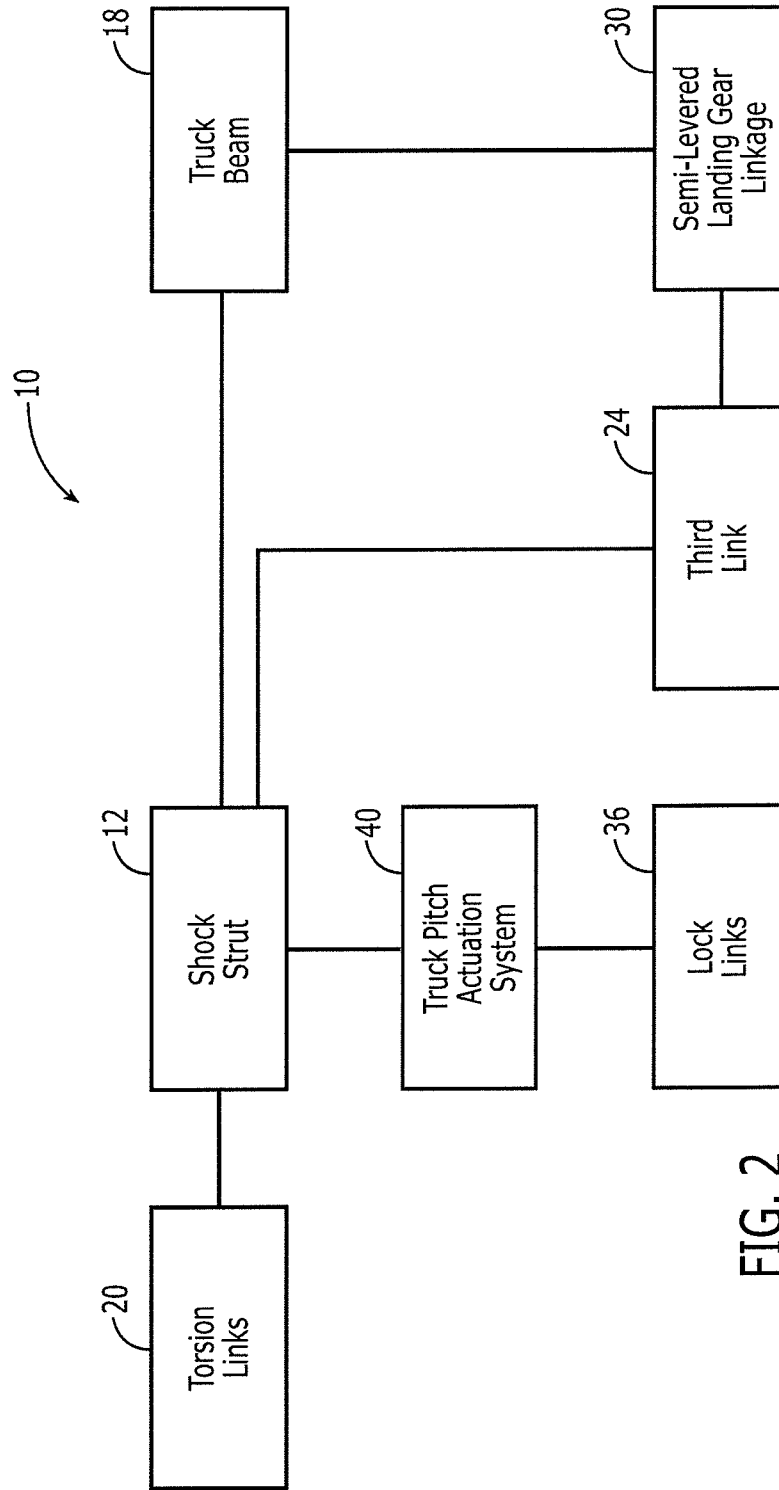 10
20
Torsion
Links
12
Shock
Strut
18
Truck
Beam
40
Truck Pitch
Actuation
System
36
Lock
Links
24
Third
Link
30
Semi-Levered
Landing Gear
Linkage
FIG. 2